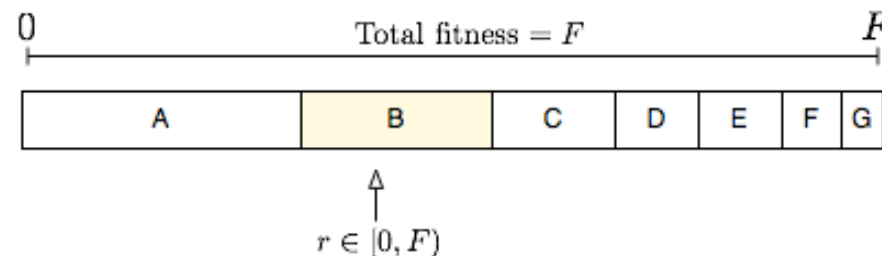 0 Total fitness = F F
A B C D E F G
r ∈ [0, F)